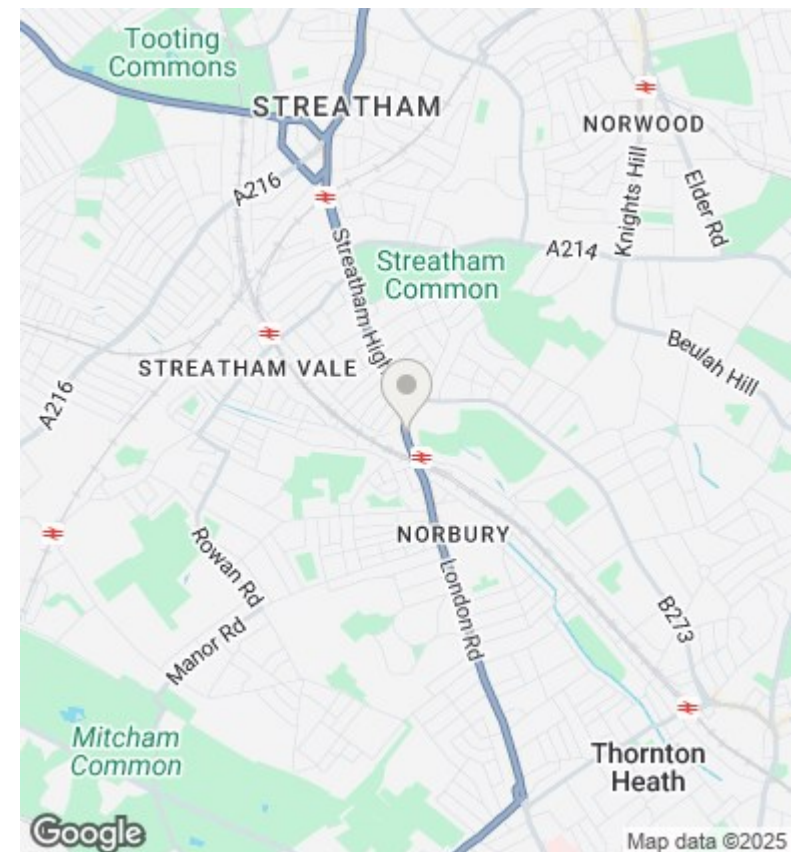 Tooting
Commons
STREATHAM
NORWOOD
A216
Knights Hill
Elder Rd
Streatham High
A214
Streatham
Common
STREATHAM VALE
Beulah Hill
A216
NORBURY
Rowan Rd
London Rd
B273
Manor Rd
Mitcham
Common
Thornton
Heath
Google
Map data ©2025